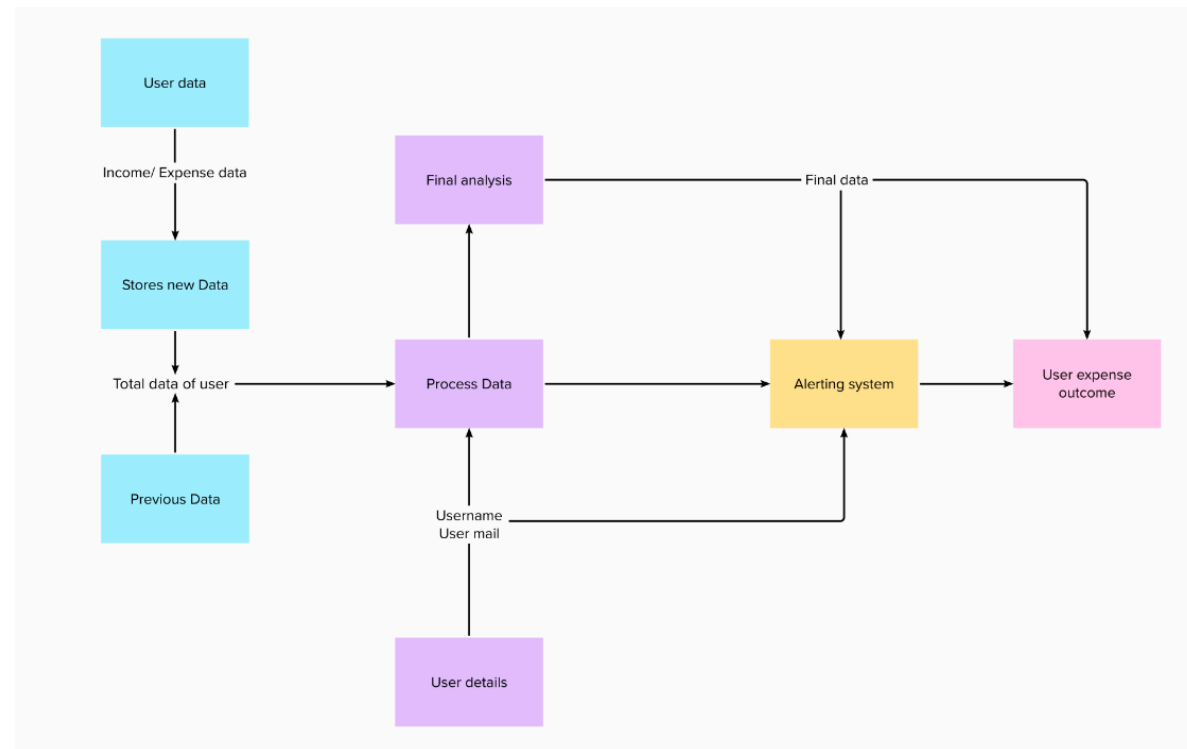 User data
Income/ Expense data
Stores new Data
Total data of user
Previous Data
Final analysis
Process Data
Username
User mail
User details
Final data
Alerting system
User expense
outcome